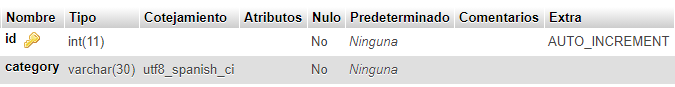 Nombre Tipo Cotejamiento Atributos Nulo Predeterminado Comentarios Extra
id int(11) No Ninguna AUTO_INCREMENT
category varchar(30) utf8_spanish_ci No Ninguna